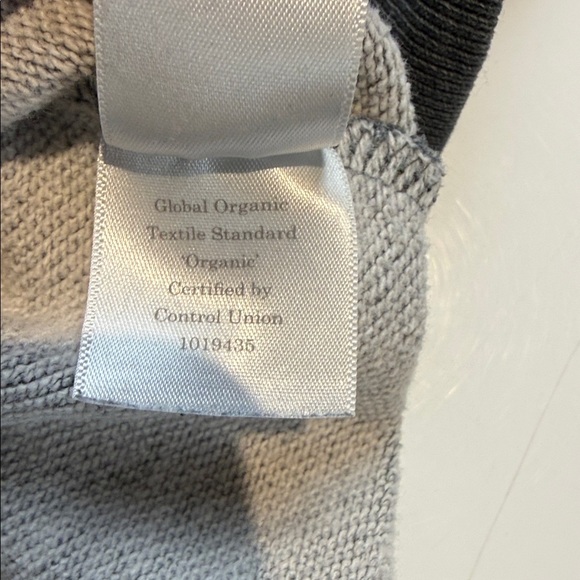 Global Organic
Textile Standard
'Organic'
Certified by
Control Union
1019435